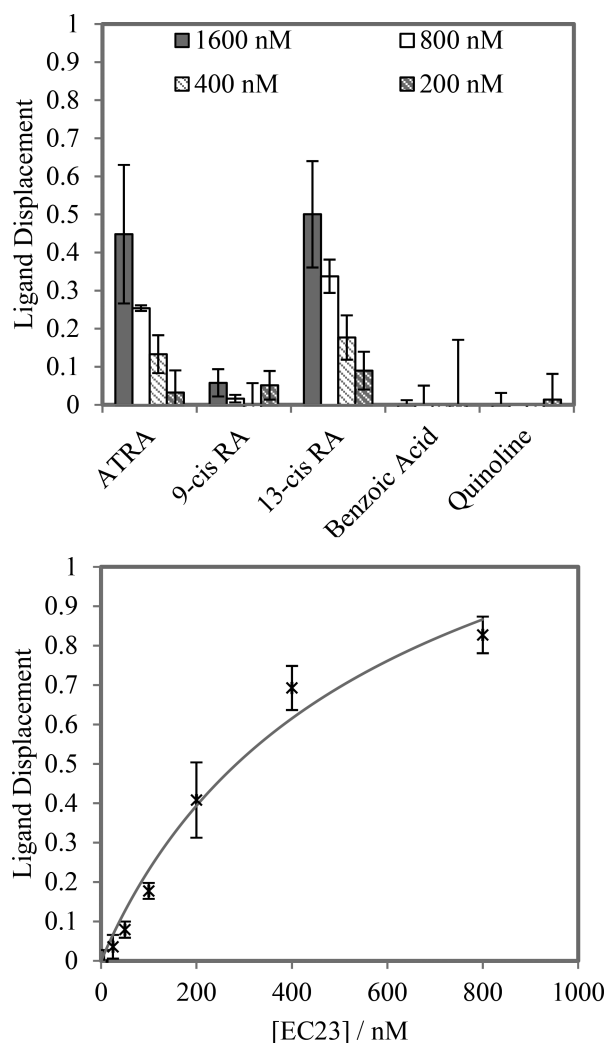 1
0.9
0.8
0.7
0.6
0.5
0.4
0.3
0.2
0.1
0
Ligand Displacement
1600 nM
800 nM
400 nM
200 nM
ATRA
9-cis RA
13-cis RA
Benzoic Acid
Quinoline
1
0.9
0.8
0.7
0.6
0.5
0.4
0.3
0.2
0.1
0
Ligand Displacement
0
200
400
600
800
1000
[EC23] / nM